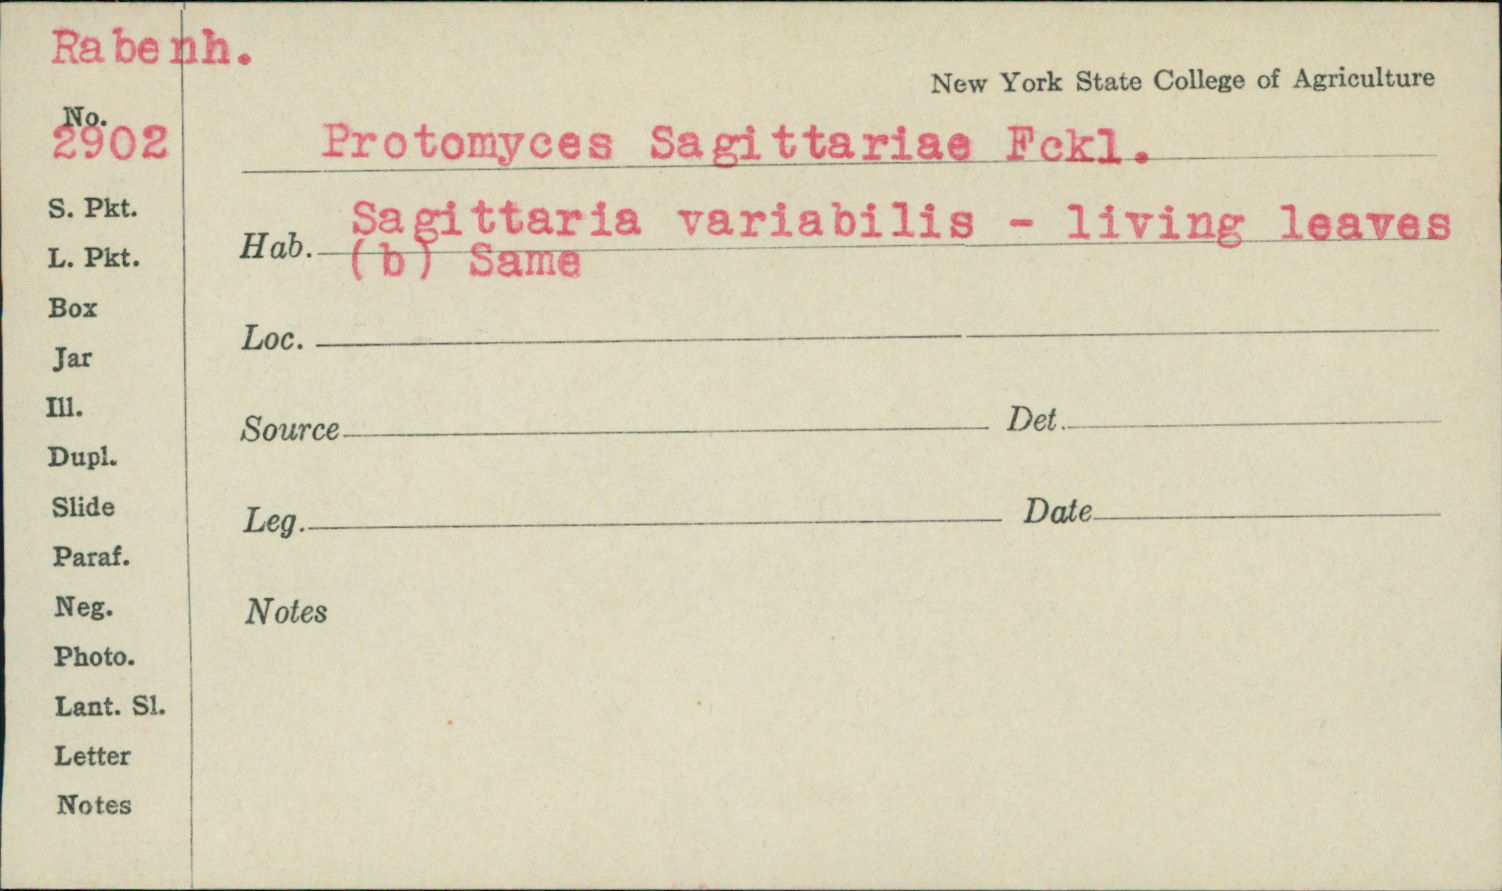 Rabenh.
New York State College of Agriculture
No.
2902
Protomyces Sagittariae Fckl.
S. Pkt.
Sagittaria variabilis - living leaves
Hab.
(b) Same
L. Pkt.
Box
Loc.
Jar
Ill.
Source Det.
Dupl.
Slide
Leg. Date
Paraf.
Neg.
Notes
Photo.
Lant. Sl.
Letter
Notes